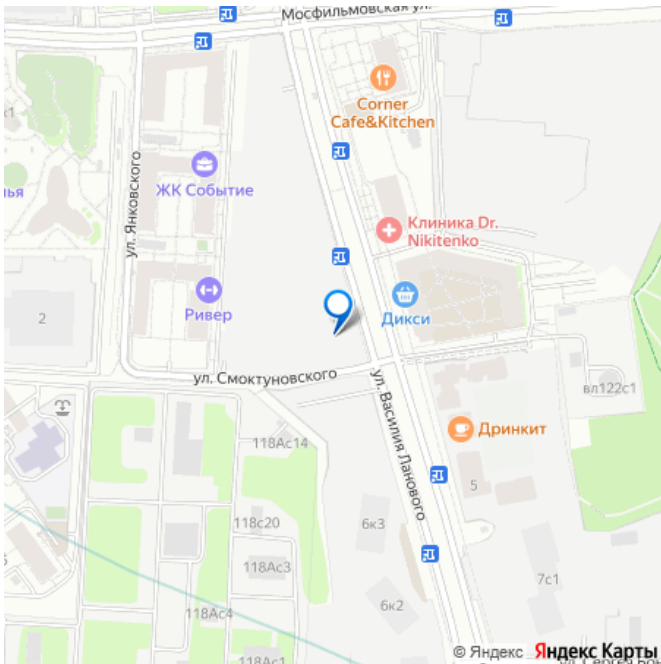 Мосфильмовская ул.
Corner
Cafe&Kitchen
ул. Янковского
ЖК Событие
Клиника Dr.
Nikitenko
Ривер
Дикси
2
ул. Смоктуновского
ул. Василия Ланового
вл122с1
118Ас14
Дринкит
5
118с20
6к3
118Ас3
7с1
118Ас4
6к2
© Яндекс Яндекс Карты